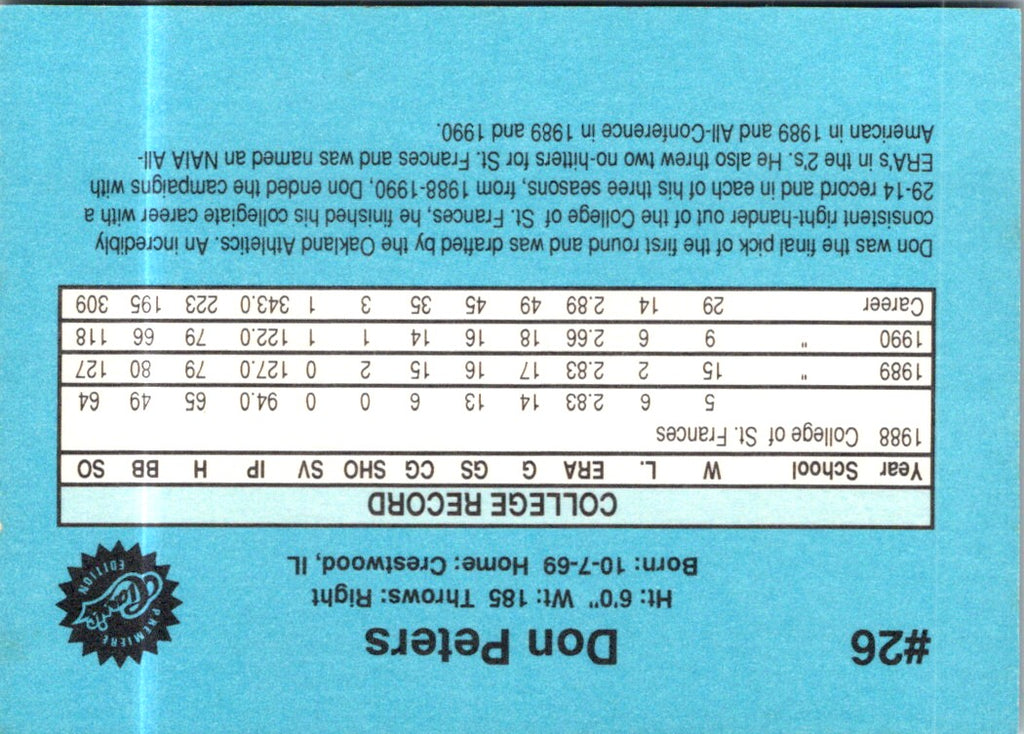 #26 Don Peters
Ht: 6'0" Wt: 185 Throws: Right
Born: 10-7-69 Home: Crestwood, IL
PREMIERE
Classic
EDITION
COLLEGE RECORD
Year School W L. ERA G GS CG SHO SV IP H BB SO
1988 College of St. Frances
5 6 2.83 14 13 6 0 0 94.0 65 49 64
1989 " 15 2 2.83 17 16 15 2 0 127.0 79 80 127
1990 " 9 6 2.66 18 16 14 1 1 122.0 79 66 118
Career 29 14 2.89 49 45 35 3 1 343.0 223 195 309
Don was the final pick of the first round and was drafted by the Oakland Athletics. An incredibly
consistent right-hander out of the College of St. Frances, he finished his collegiate career with a
29-14 record and in each of his three seasons, from 1988-1990, Don ended the campaigns with
ERA's in the 2's. He also threw two no-hitters for St. Frances and was named an NAIA All-
American in 1989 and All-Conference in 1989 and 1990.